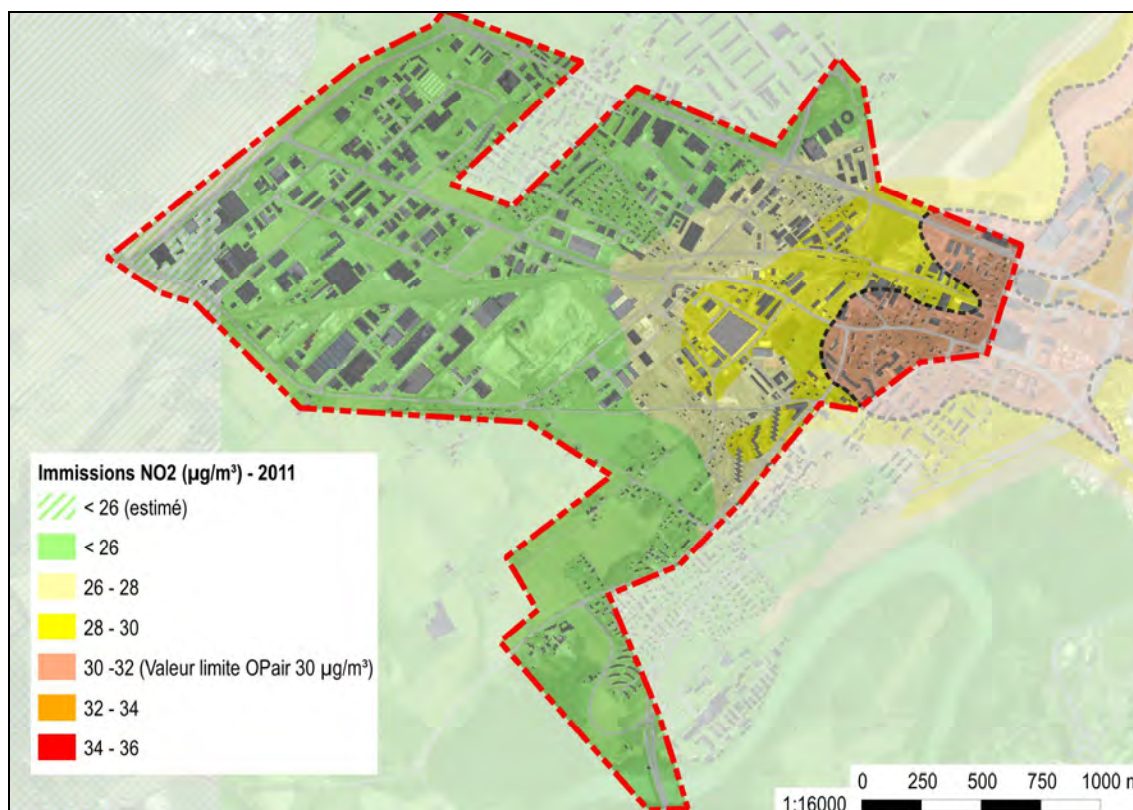 Immissions NO2 (µg/m³) - 2011
< 26 (estimé)
< 26
26 - 28
28 - 30
30 -32 (Valeur limite OPair 30 µg/m³)
32 - 34
34 - 36
0 250 500 750 1000 m
1:16000